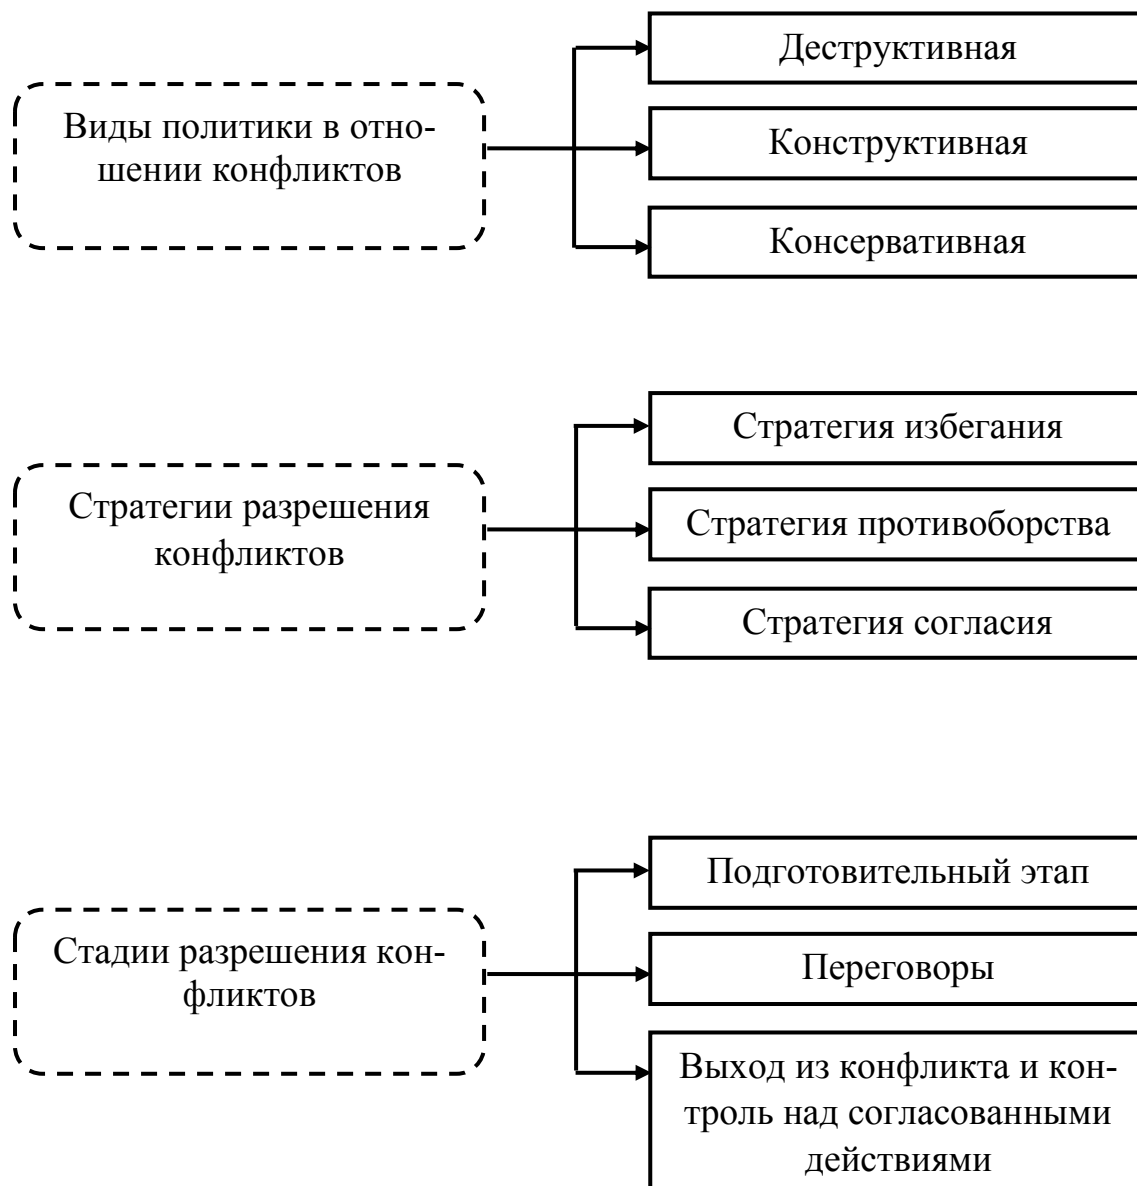 Виды политики в отно-
шении конфликтов
Деструктивная
Конструктивная
Консервативная
Стратегии разрешения
конфликтов
Стратегия избегания
Стратегия противоборства
Стратегия согласия
Стадии разрешения кон-
фликтов
Подготовительный этап
Переговоры
Выход из конфликта и кон-
троль над согласованными
действиями